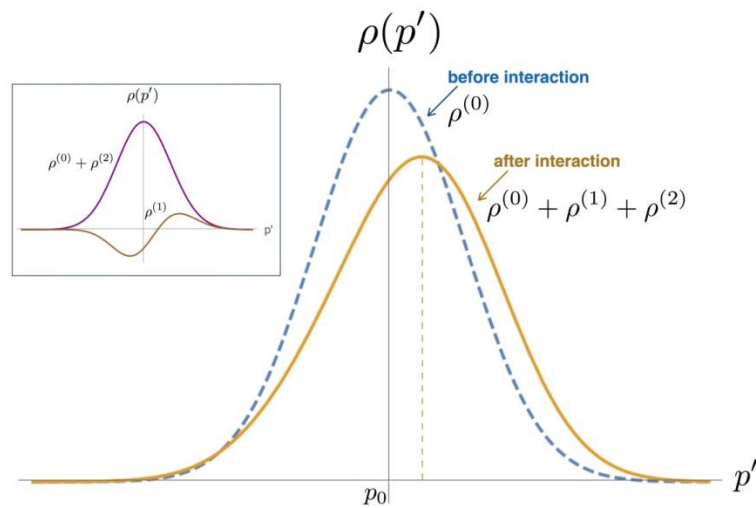 ρ(p′)
before interaction
ρ⁽⁰⁾
after interaction
ρ⁽⁰⁾ + ρ⁽¹⁾ + ρ⁽²⁾
p₀
p′
ρ(p′)
ρ⁽⁰⁾ + ρ⁽²⁾
ρ⁽¹⁾
p'